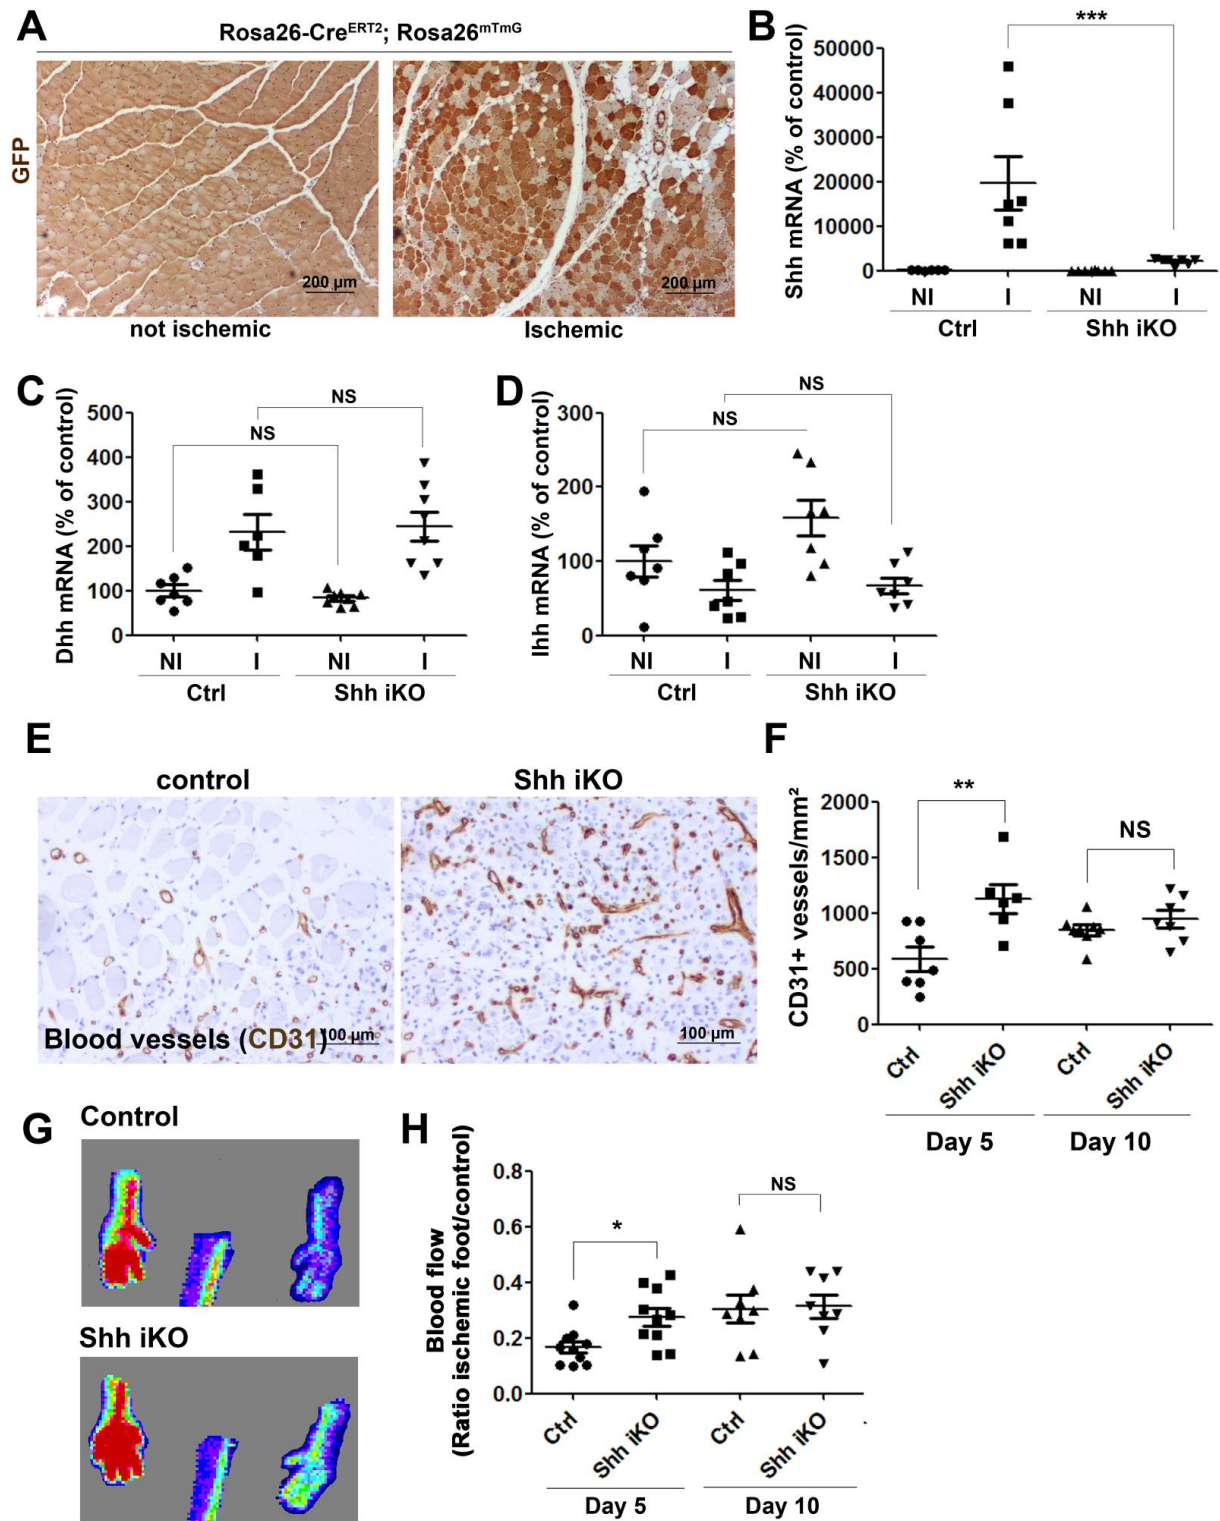 A
Rosa26-Cre^ERT2; Rosa26^mTmG
GFP
200 µm
200 µm
not ischemic
Ischemic
B
***
Shh mRNA (% of control)
50000
40000
30000
20000
10000
0
NI
I
NI
I
Ctrl
Shh iKO
C
Dhh mRNA (% of control)
NS
NS
500
400
300
200
100
0
NI
I
NI
I
Ctrl
Shh iKO
D
Ihh mRNA (% of control)
NS
NS
300
200
100
0
NI
I
NI
I
Ctrl
Shh iKO
E
control
Shh iKO
Blood vessels (CD31)
100 µm
100 µm
F
CD31+ vessels/mm²
**
NS
2000
1500
1000
500
0
Ctrl
Shh iKO
Ctrl
Shh iKO
Day 5
Day 10
G
Control
Shh iKO
H
Blood flow
(Ratio ischemic foot/control)
*
NS
0.8
0.6
0.4
0.2
0.0
Ctrl
Shh iKO
Ctrl
Shh iKO
Day 5
Day 10